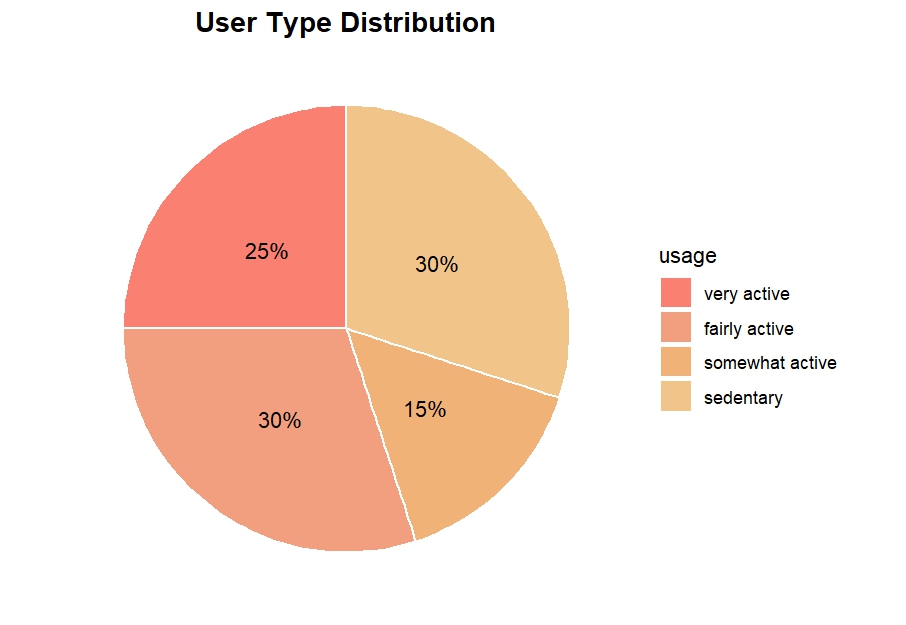 User Type Distribution
25%
30%
30%
15%
usage
very active
fairly active
somewhat active
sedentary